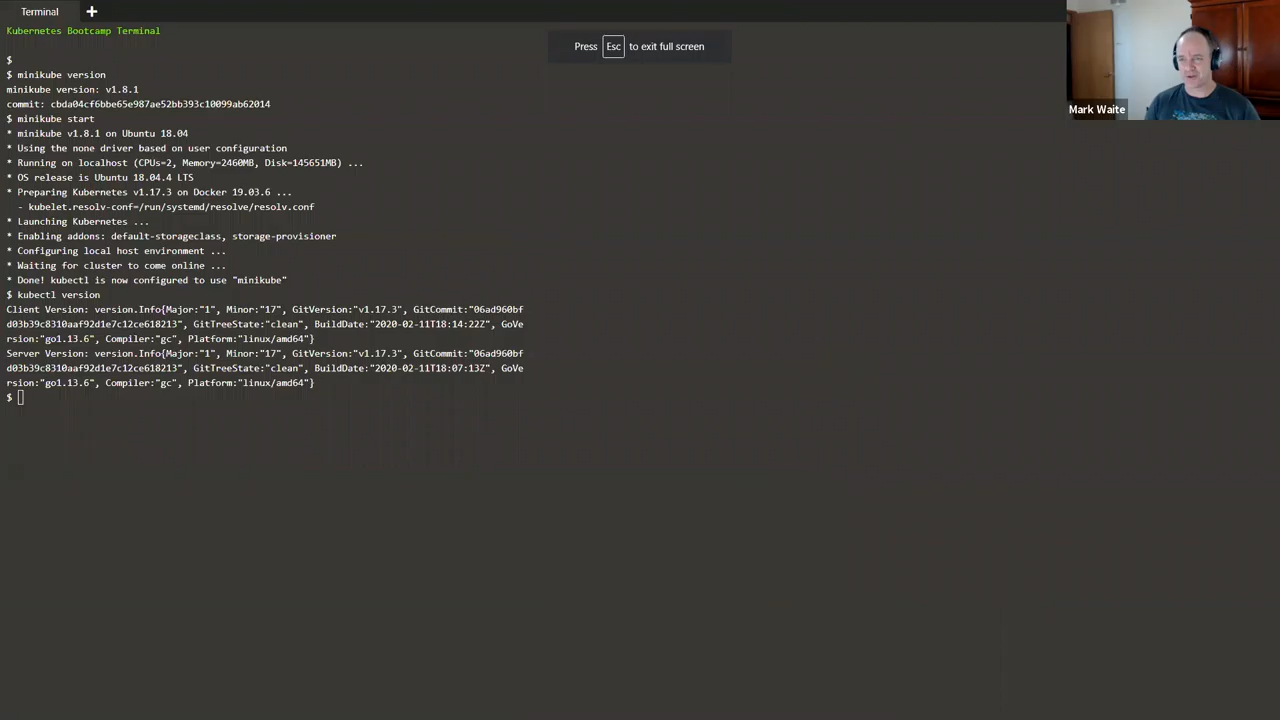 Terminal
Kubernetes Bootcamp Terminal
Press Esc to exit full screen
Mark Waite
$
$ minikube version
minikube version: v1.8.1
commit: cbda04cf6bbe65e987ae52bb393c10099ab62014
$ minikube start
* minikube v1.8.1 on Ubuntu 18.04
* Using the none driver based on user configuration
* Running on localhost (CPUs=2, Memory=2460MB, Disk=145651MB) ...
* OS release is Ubuntu 18.04.4 LTS
* Preparing Kubernetes v1.17.3 on Docker 19.03.6 ...
- kubelet.resolv-conf=/run/systemd/resolve/resolv.conf
* Launching Kubernetes ...
* Enabling addons: default-storageclass, storage-provisioner
* Configuring local host environment ...
* Waiting for cluster to come online ...
* Done! kubectl is now configured to use "minikube"
$ kubectl version
Client Version: version.Info{Major:"1", Minor:"17", GitVersion:"v1.17.3", GitCommit:"06ad960bf
d03b39c8310aaf92d1e7c12ce618213", GitTreeState:"clean", BuildDate:"2020-02-11T18:14:22Z", GoVe
rsion:"go1.13.6", Compiler:"gc", Platform:"linux/amd64"}
Server Version: version.Info{Major:"1", Minor:"17", GitVersion:"v1.17.3", GitCommit:"06ad960bf
d03b39c8310aaf92d1e7c12ce618213", GitTreeState:"clean", BuildDate:"2020-02-11T18:07:13Z", GoVe
rsion:"go1.13.6", Compiler:"gc", Platform:"linux/amd64"}
$